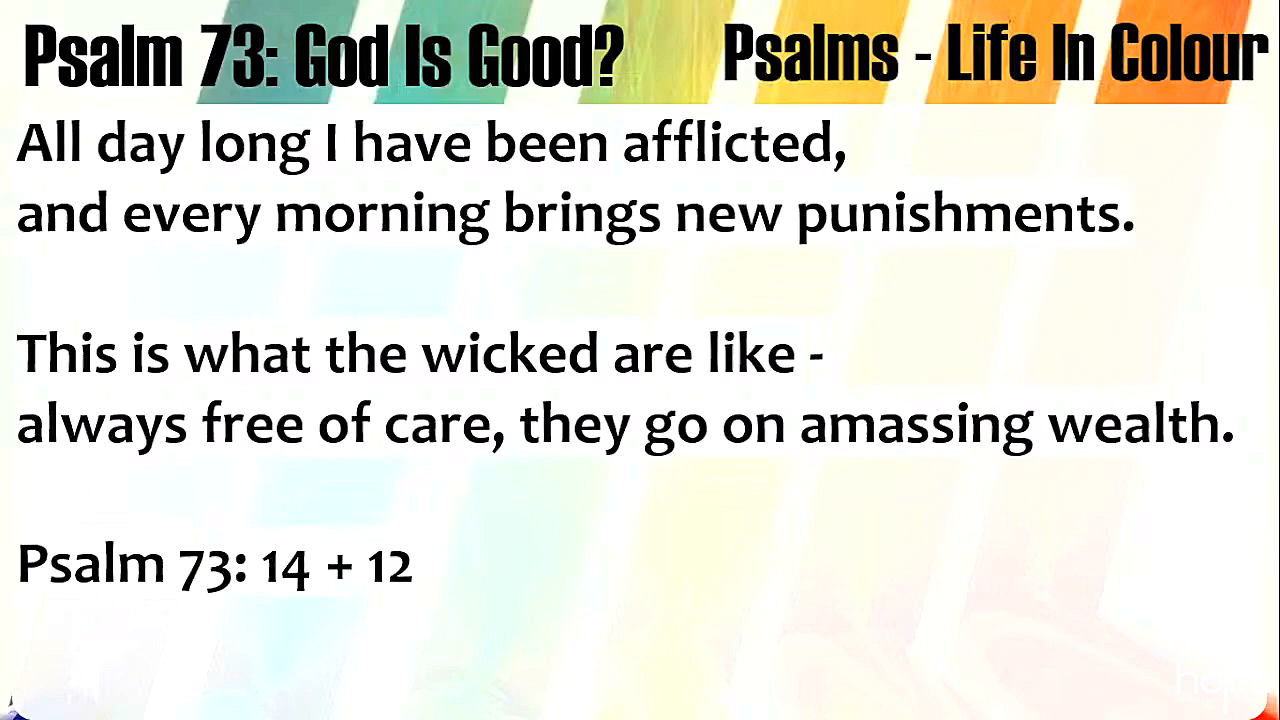 Psalm 73: God Is Good?
Psalms - Life In Colour
All day long I have been afflicted,
and every morning brings new punishments.
This is what the wicked are like -
always free of care, they go on amassing wealth.
Psalm 73: 14 + 12